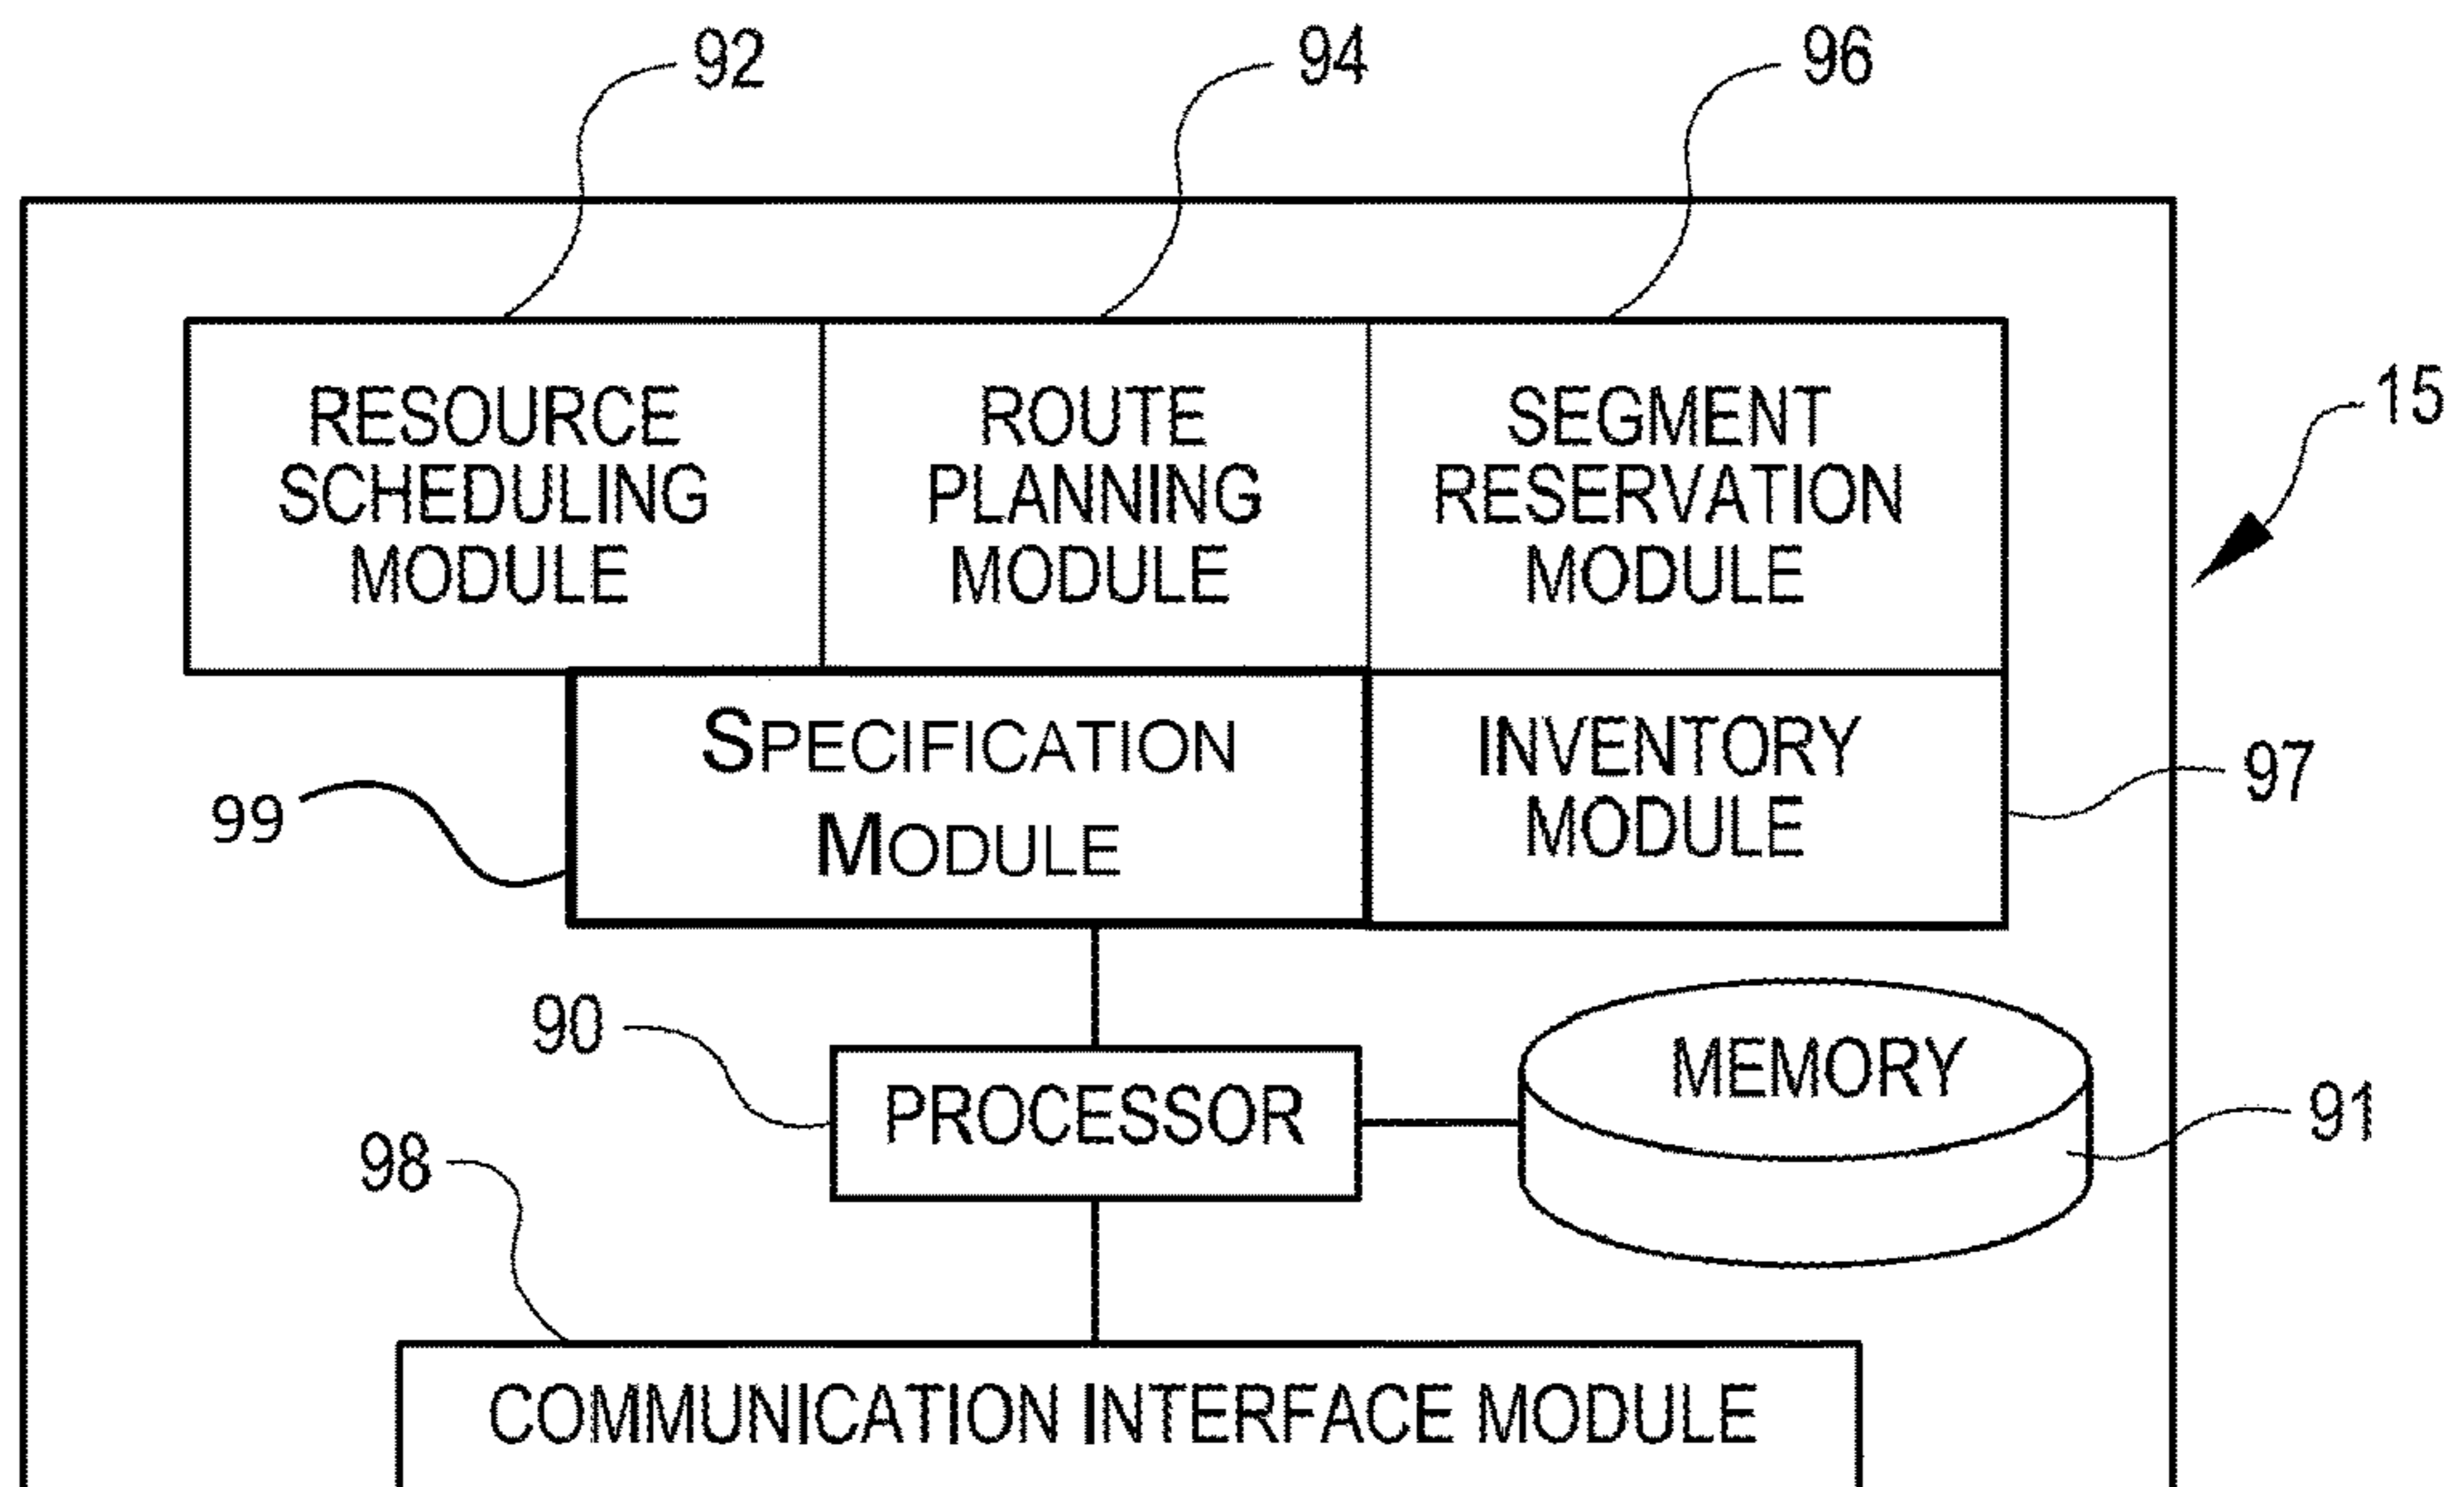 92
94
96
RESOURCE
SCHEDULING
MODULE
ROUTE
PLANNING
MODULE
SEGMENT
RESERVATION
MODULE
15
SPECIFICATION
MODULE
INVENTORY
MODULE
99
97
90
PROCESSOR
MEMORY
91
98
COMMUNICATION INTERFACE MODULE